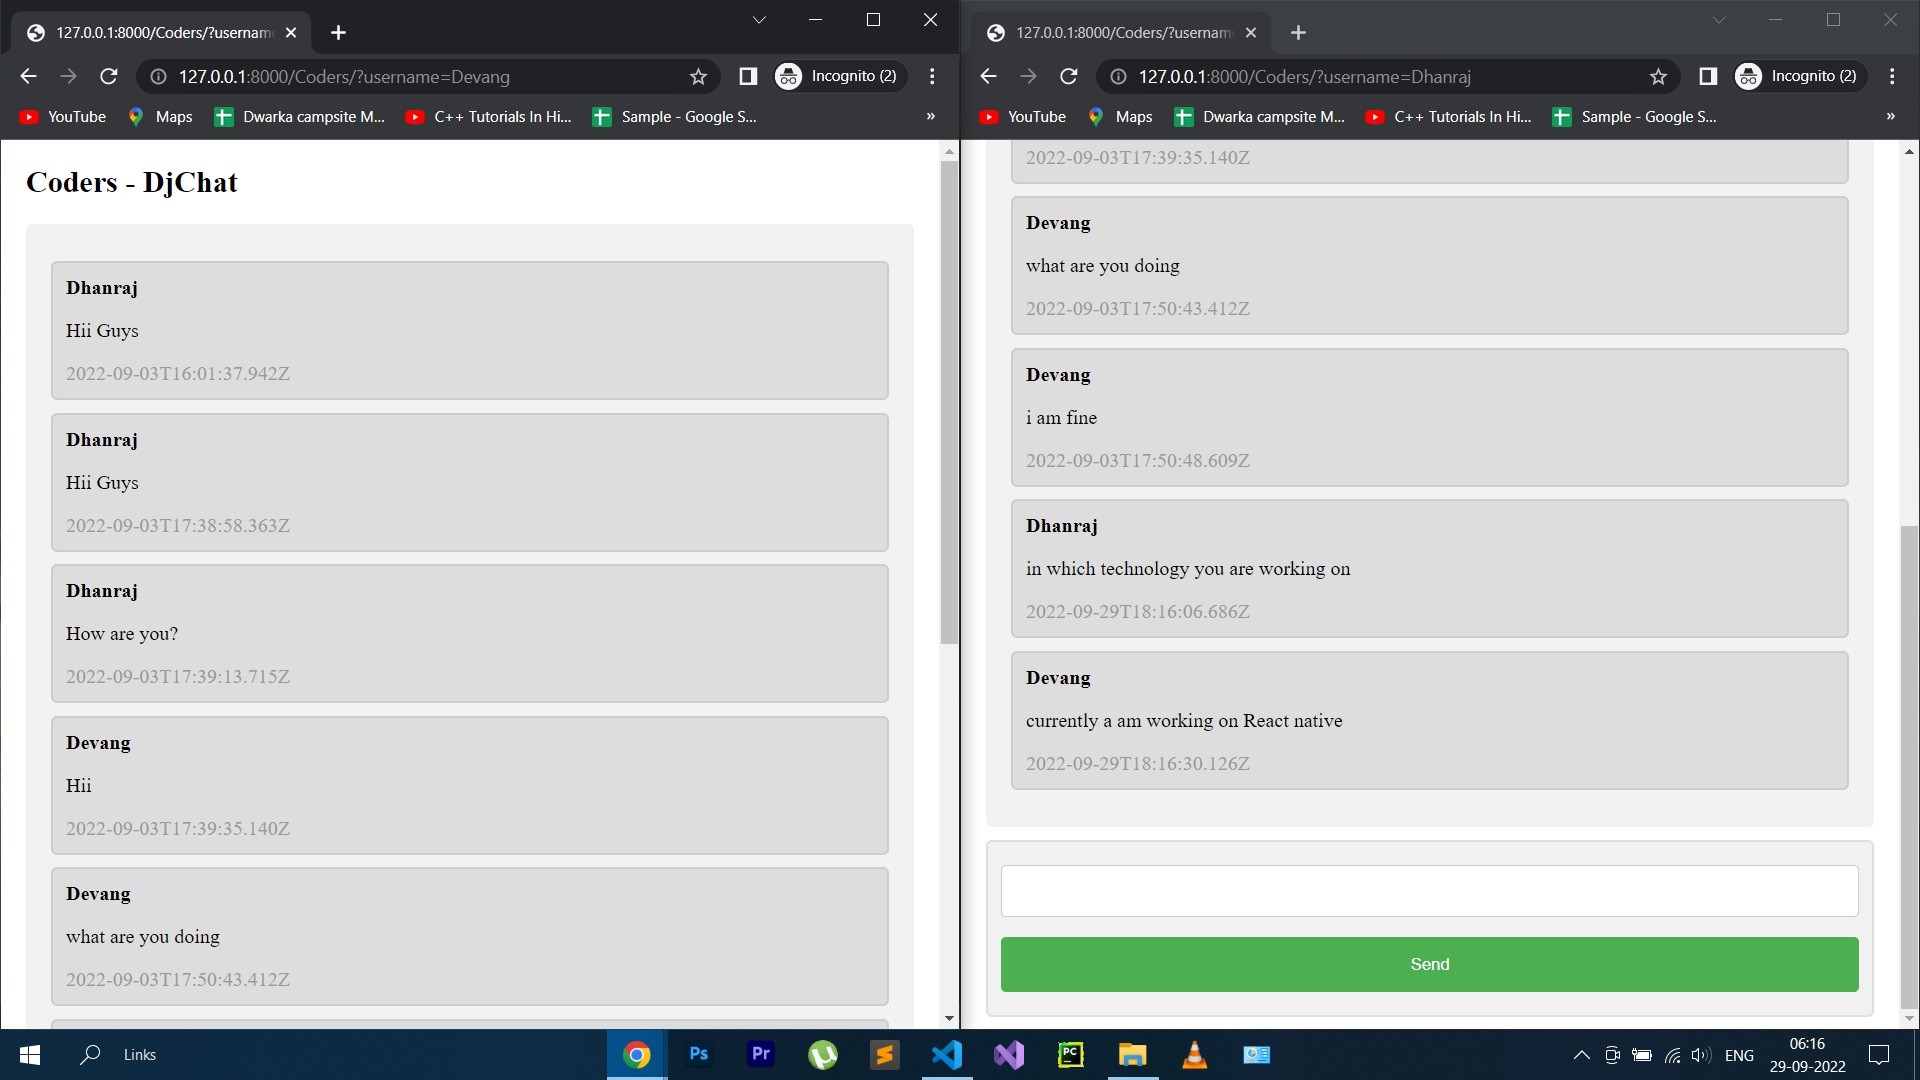 127.0.0.1:8000/Coders/?usernam
127.0.0.1:8000/Coders/?username=Devang
Incognito (2)
YouTube
Maps
Dwarka campsite M...
C++ Tutorials In Hi...
Sample - Google S...
»
Coders - DjChat
Dhanraj
Hii Guys
2022-09-03T16:01:37.942Z
Dhanraj
Hii Guys
2022-09-03T17:38:58.363Z
Dhanraj
How are you?
2022-09-03T17:39:13.715Z
Devang
Hii
2022-09-03T17:39:35.140Z
Devang
what are you doing
2022-09-03T17:50:43.412Z
127.0.0.1:8000/Coders/?usernam
127.0.0.1:8000/Coders/?username=Dhanraj
Incognito (2)
YouTube
Maps
Dwarka campsite M...
C++ Tutorials In Hi...
Sample - Google S...
»
2022-09-03T17:39:35.140Z
Devang
what are you doing
2022-09-03T17:50:43.412Z
Devang
i am fine
2022-09-03T17:50:48.609Z
Dhanraj
in which technology you are working on
2022-09-29T18:16:06.686Z
Devang
currently a am working on React native
2022-09-29T18:16:30.126Z
Send
Links
Ps
Pr
PC
ENG
06:16
29-09-2022